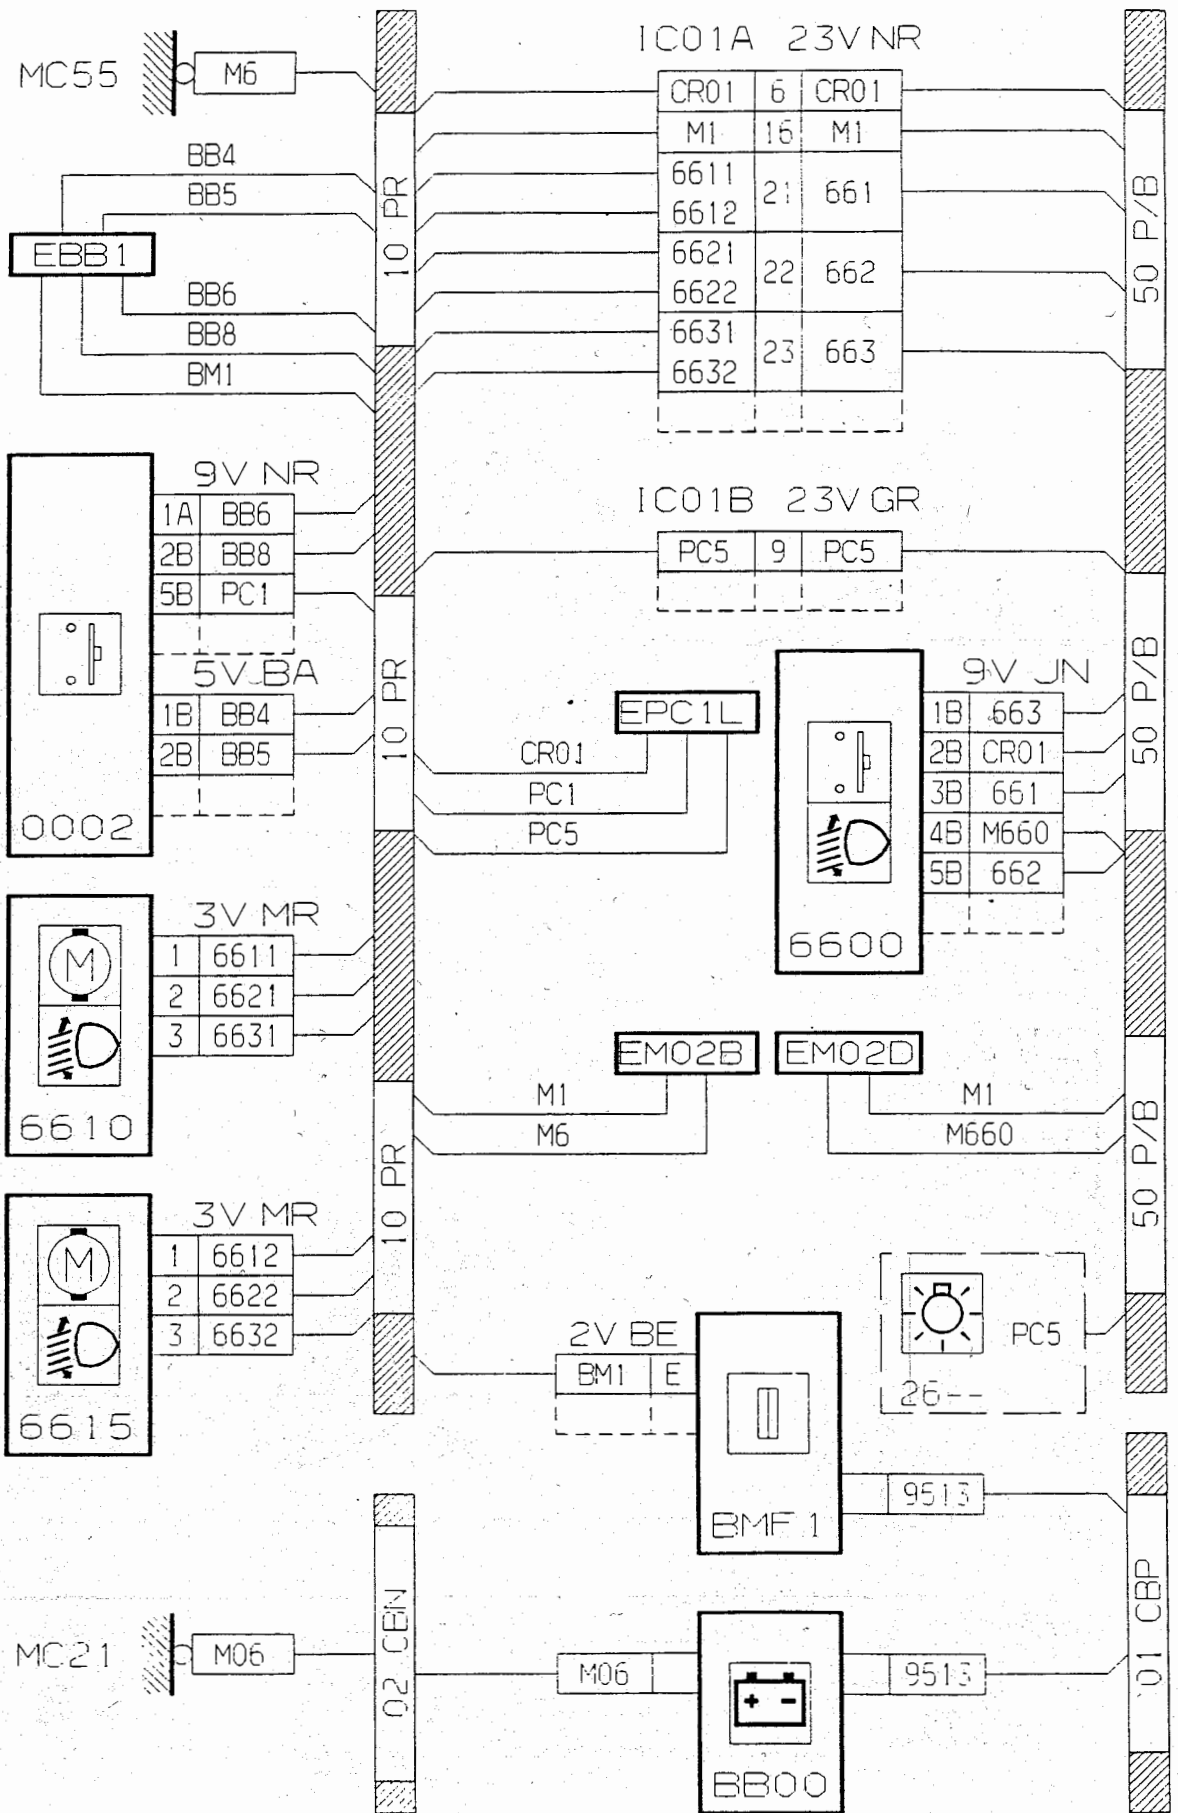 IC01A 23V NR
MC55 M6
CR01 6 CR01
M1 16 M1
6611 21 661
6612
6621 22 662
6622
6631 23 663
6632
BB4
BB5
EBB1
BB6
BB8
BM1
10 PR
50 P/B
9V NR
1A BB6
2B BB8
5B PC1
5V BA
1B BB4
2B BB5
0002
IC01B 23V GR
PC5 9 PC5
10 PR
50 P/B
EPC1L
CR01
PC1
PC5
9V JN
1B 663
2B CR01
3B 661
4B M660
5B 662
6600
3V MR
1 6611
2 6621
3 6631
M
6610
EM02B EM02D
M1
M6
M1
M660
10 PR
50 P/B
3V MR
1 6612
2 6622
3 6632
M
6615
2V BE
BM1 E
BMF1
9513
PC5
26--
MC21 M06
02 CBN
M06
9513
+ -
BB00
01 CBP